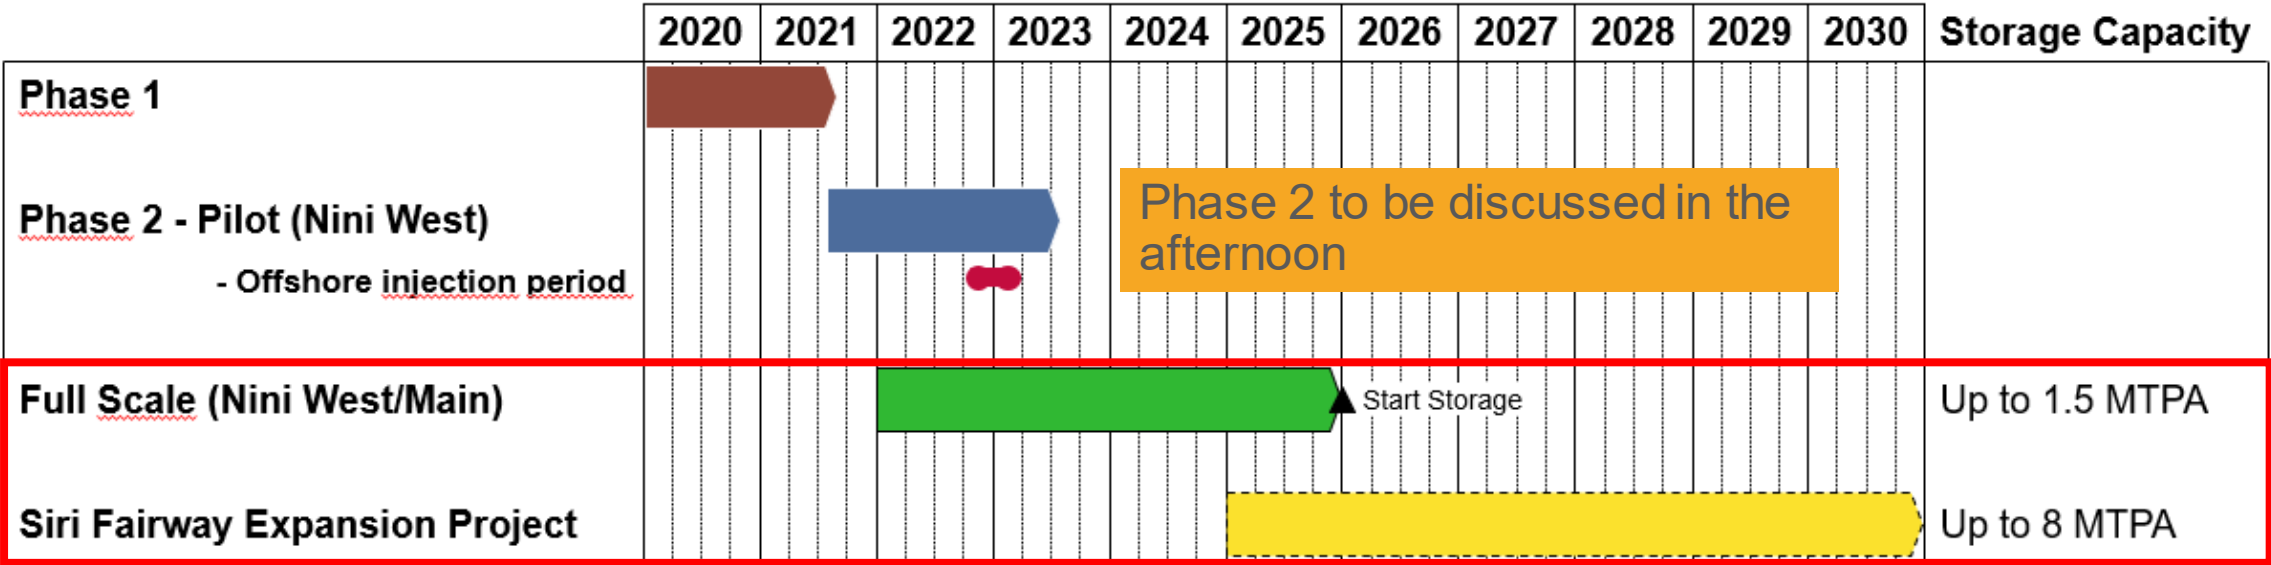 2020 2021 2022 2023 2024 2025 2026 2027 2028 2029 2030 Storage Capacity
Phase 1
Phase 2 - Pilot (Nini West)
Phase 2 to be discussed in the
afternoon
- Offshore injection period
Full Scale (Nini West/Main) Start Storage Up to 1.5 MTPA
Siri Fairway Expansion Project Up to 8 MTPA